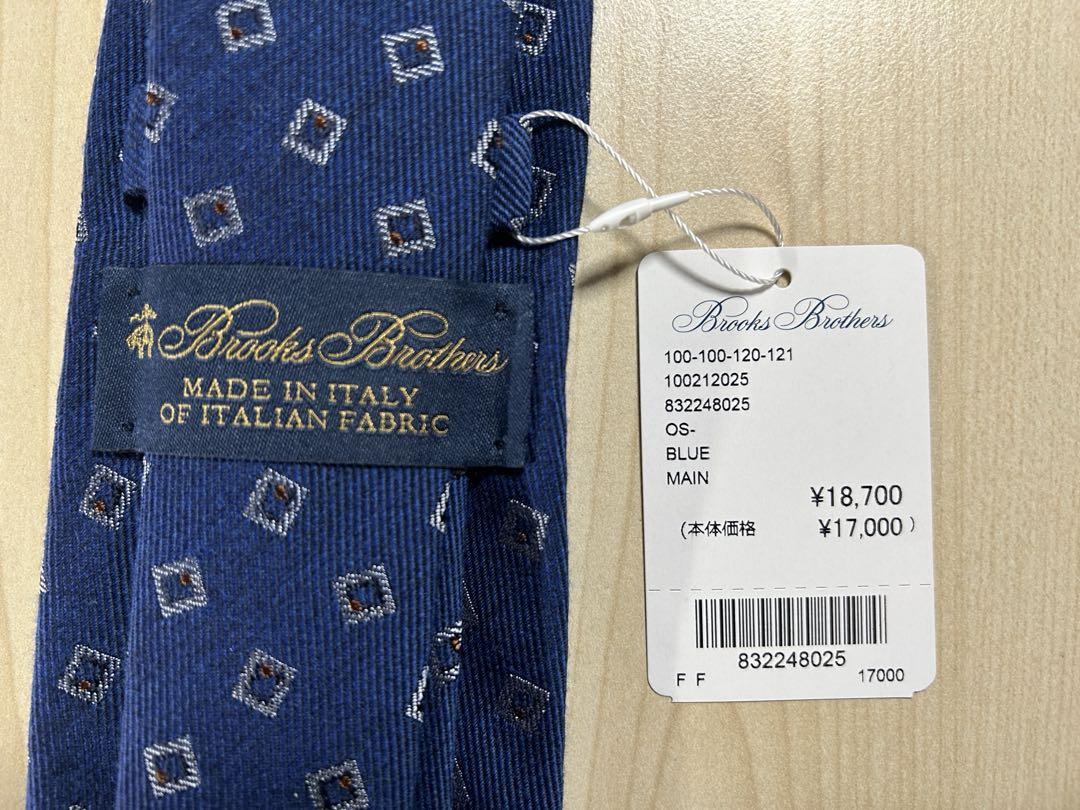 Brooks Brothers
MADE IN ITALY
OF ITALIAN FABRIC
Brooks Brothers
100-100-120-121
100212025
832248025
OS-
BLUE
MAIN
¥18,700
(本体価格 ¥17,000)
832248025
F F 17000